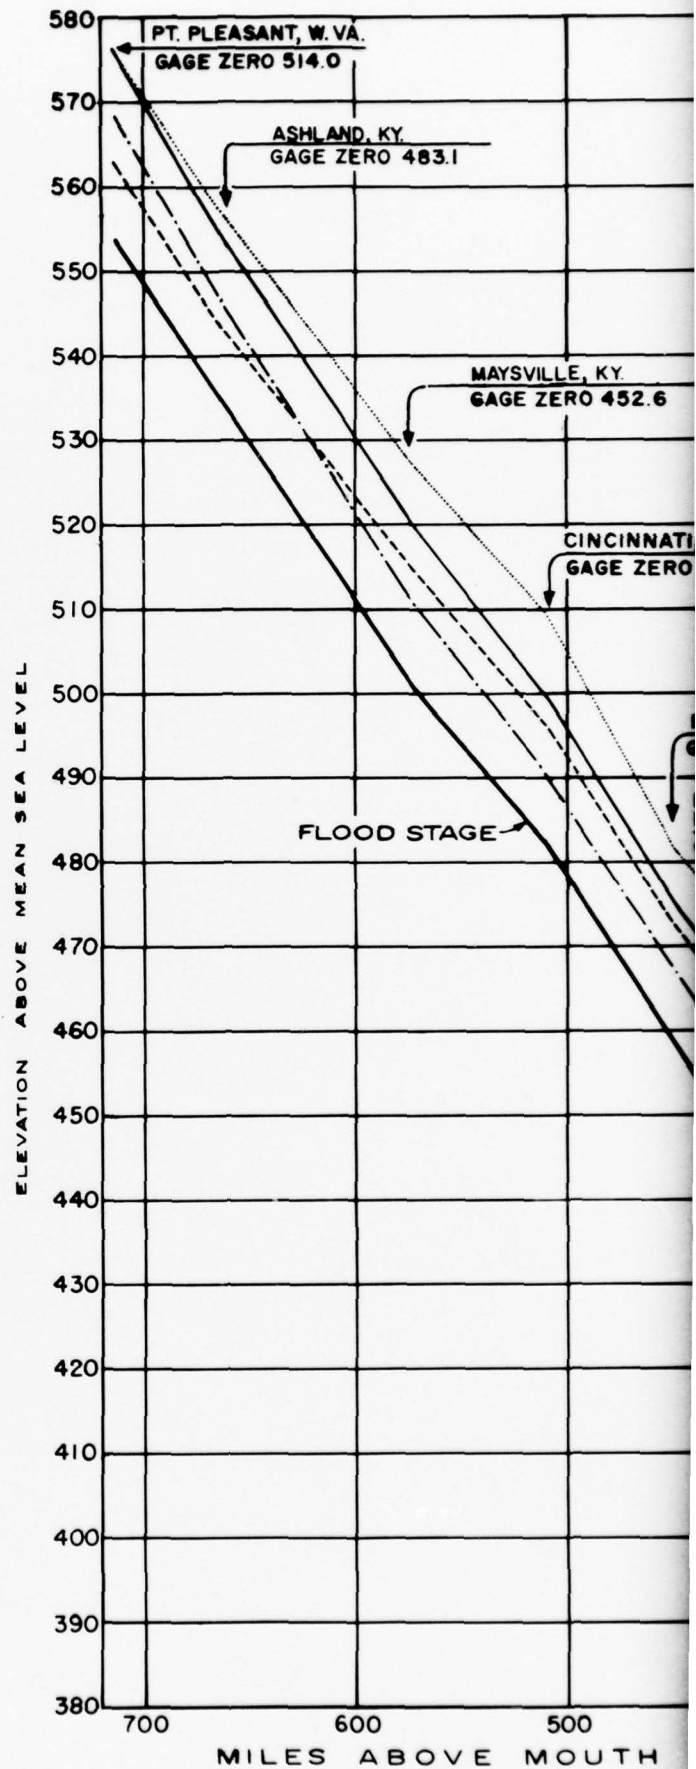 580
PT. PLEASANT, W. VA.
GAGE ZERO 514.0
570
ASHLAND, KY.
GAGE ZERO 483.1
560
550
540
MAYSVILLE, KY.
GAGE ZERO 452.6
530
520
CINCINNATI
GAGE ZERO
510
500
490
FLOOD STAGE
480
470
460
450
440
430
420
410
400
390
380
ELEVATION ABOVE MEAN SEA LEVEL
700 600 500
MILES ABOVE MOUTH